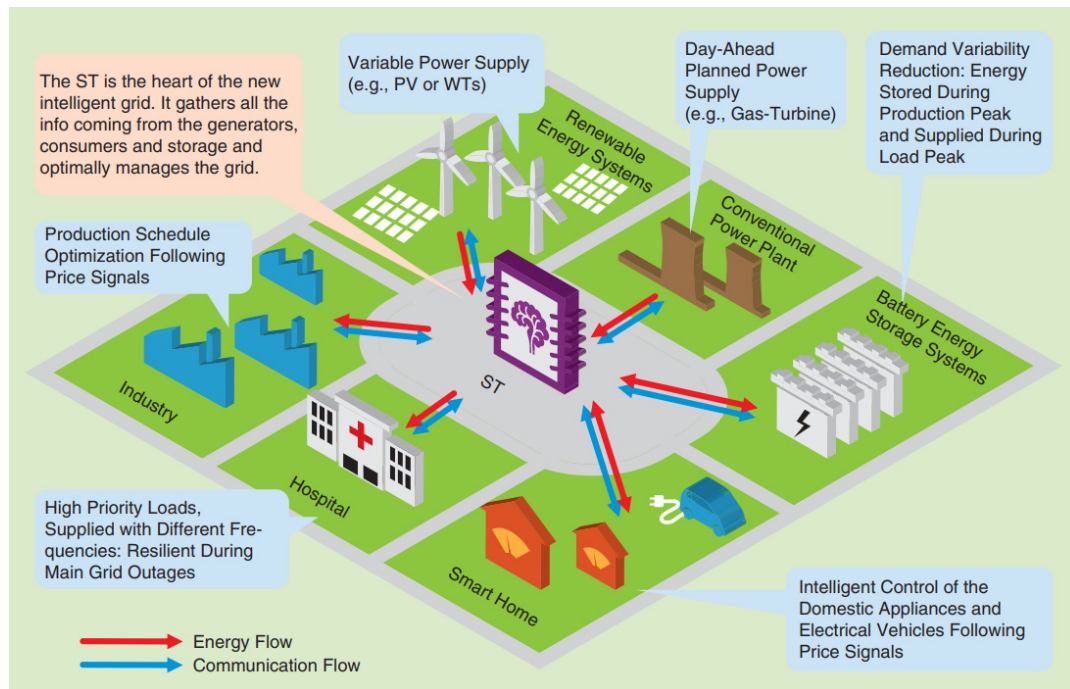 The ST is the heart of the new
intelligent grid. It gathers all the
info coming from the generators,
consumers and storage and
optimally manages the grid.
Variable Power Supply
(e.g., PV or WTs)
Day-Ahead
Planned Power
Supply
(e.g., Gas-Turbine)
Demand Variability
Reduction: Energy
Stored During
Production Peak
and Supplied During
Load Peak
Renewable
Energy Systems
Conventional
Power Plant
Battery Energy
Storage Systems
Production Schedule
Optimization Following
Price Signals
Industry
ST
Hospital
High Priority Loads,
Supplied with Different Fre-
quencies: Resilient During
Main Grid Outages
Smart Home
Intelligent Control of the
Domestic Appliances and
Electrical Vehicles Following
Price Signals
Energy Flow
Communication Flow